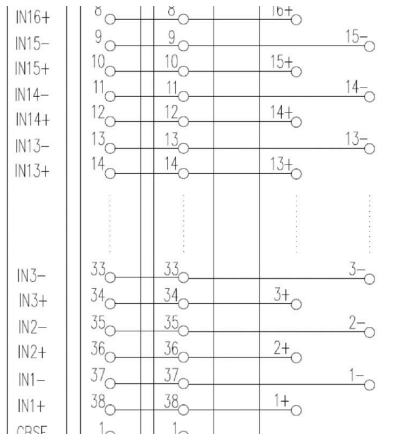 IN16+ 8 8 16+
IN15− 9 9 15−
IN15+ 10 10 15+
IN14− 11 11 14−
IN14+ 12 12 14+
IN13− 13 13 13−
IN13+ 14 14 13+
IN3− 33 33 3−
IN3+ 34 34 3+
IN2− 35 35 2−
IN2+ 36 36 2+
IN1− 37 37 1−
IN1+ 38 38 1+
1 1